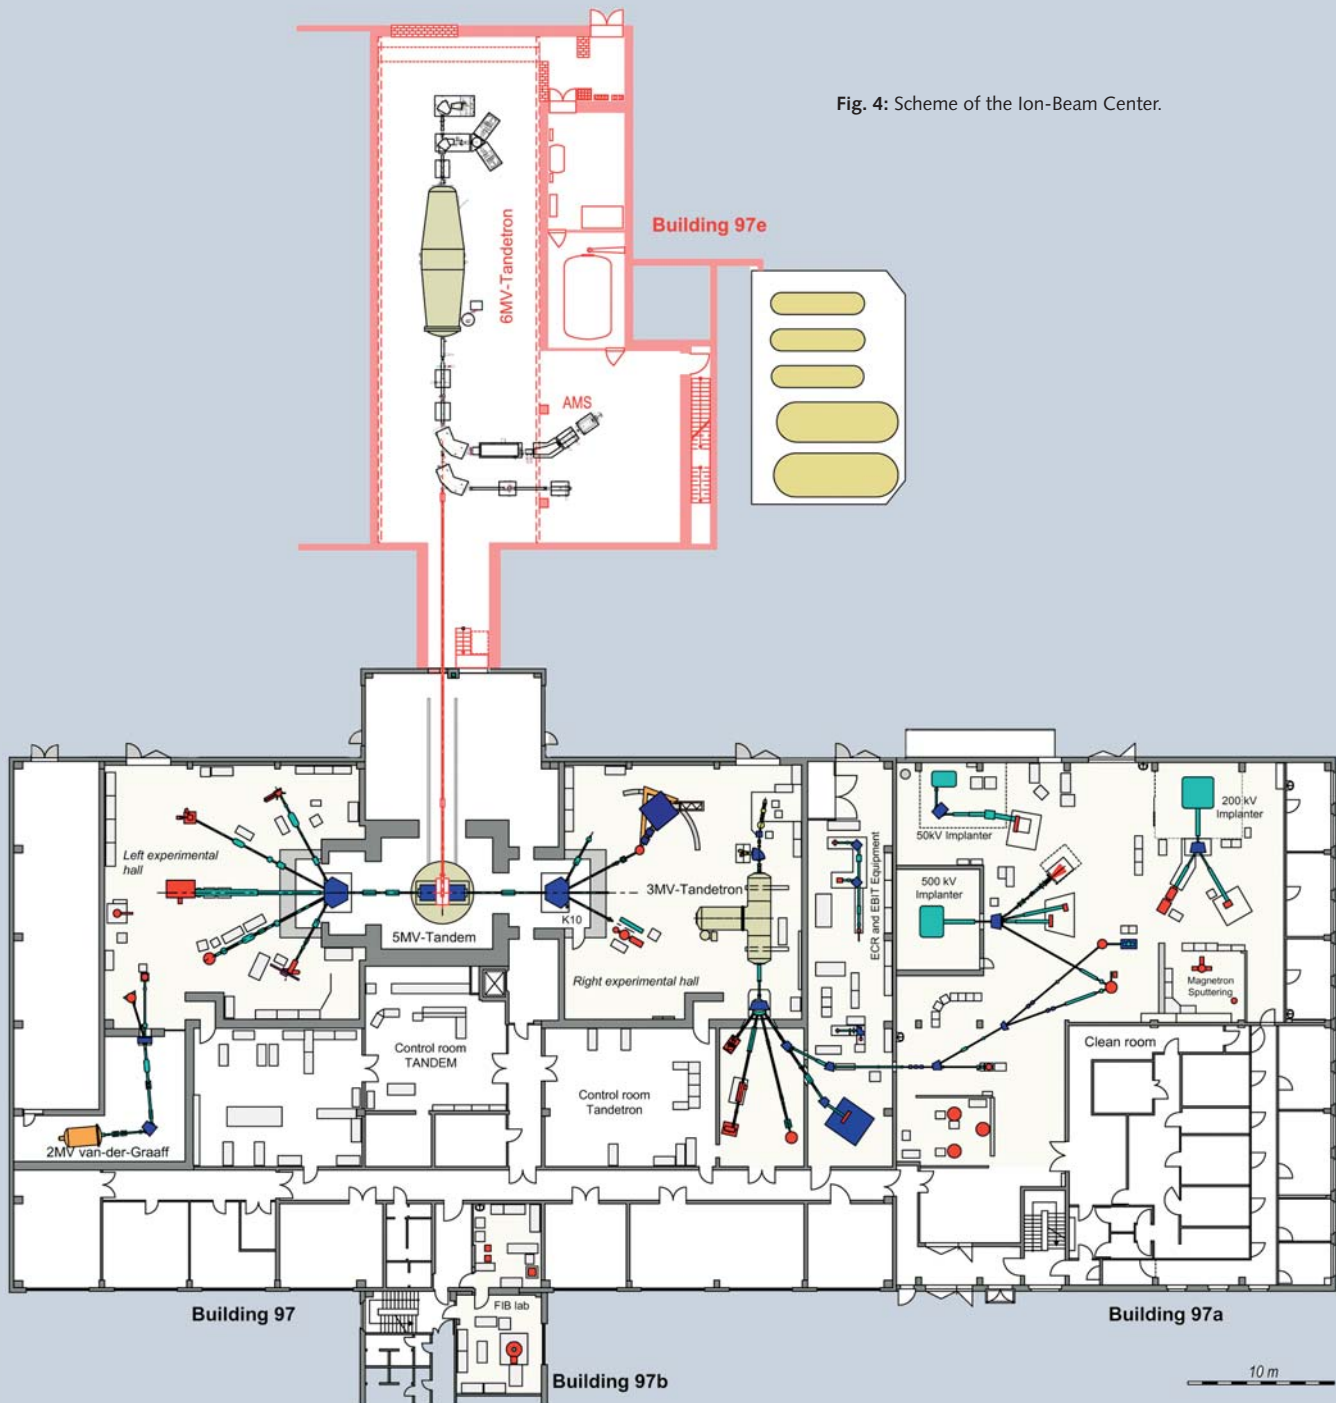 Fig. 4: Scheme of the Ion-Beam Center.
Building 97e
6MV-Tandetron
AMS
Left experimental
hall
5MV-Tandem
K10
3MV-Tandetron
Right experimental hall
ECR and EBIT Equipment
50kV Implanter
200 kV
Implanter
500 kV
Implanter
Magnetron
Sputtering
Clean room
Control room
TANDEM
Control room
Tandetron
2MV van-der-Graaff
FIB lab
Building 97
Building 97a
Building 97b
10 m